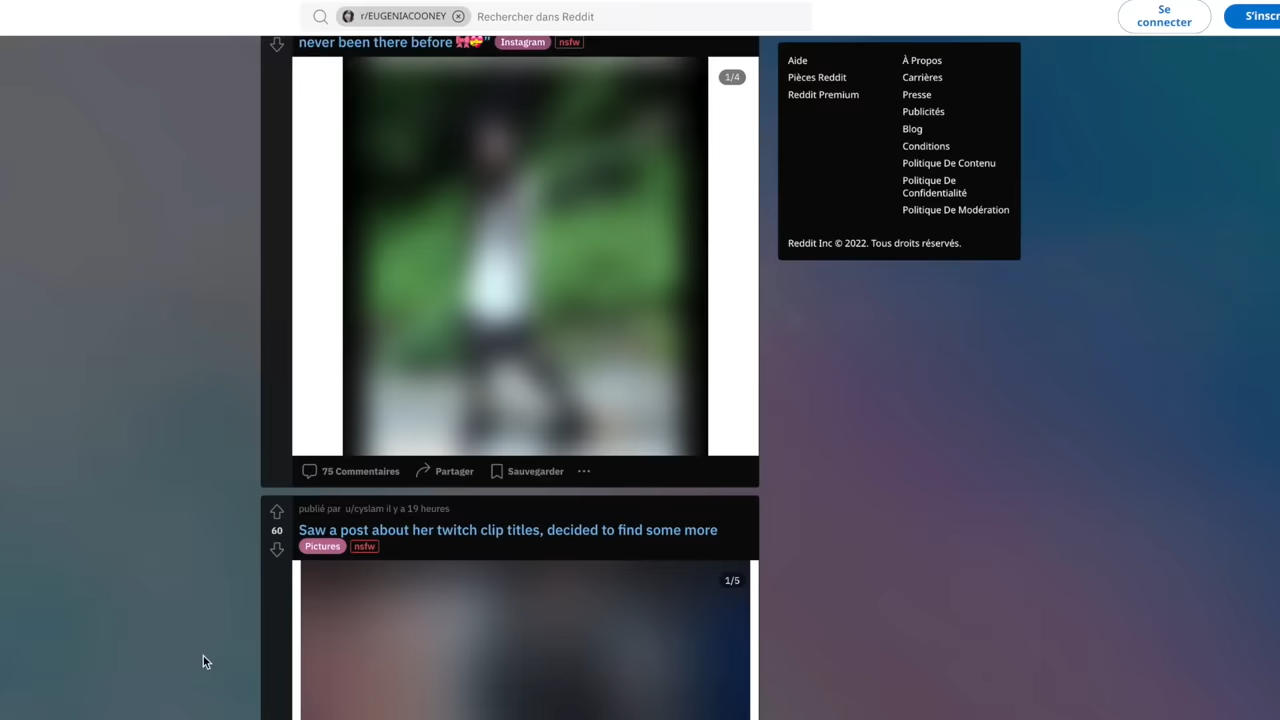 r/EUGENIACOONEY
Rechercher dans Reddit
Se
connecter
S'inscr
never been there before 🎀💝" Instagram nsfw
1/4
75 Commentaires
Partager
Sauvegarder
60
publié par u/cyslam il y a 19 heures
Saw a post about her twitch clip titles, decided to find some more
Pictures nsfw
1/5
Aide
Pièces Reddit
Reddit Premium
À Propos
Carrières
Presse
Publicités
Blog
Conditions
Politique De Contenu
Politique De
Confidentialité
Politique De Modération
Reddit Inc © 2022. Tous droits réservés.